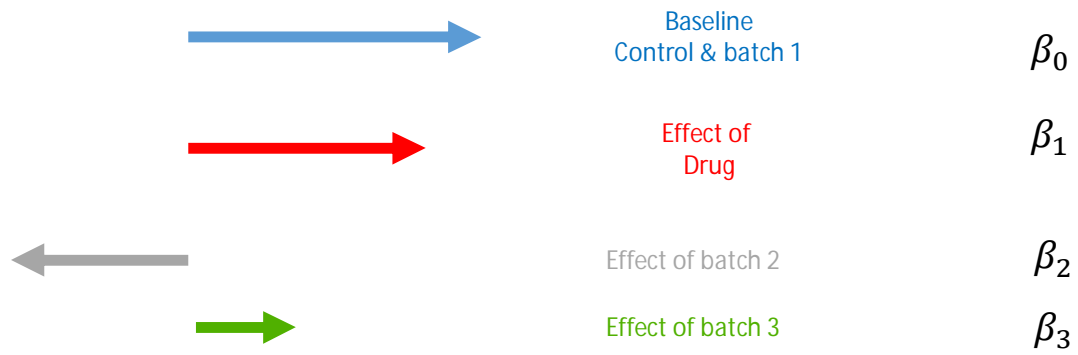 Baseline
Control & batch 1
β₀
Effect of
Drug
β₁
Effect of batch 2
β₂
Effect of batch 3
β₃